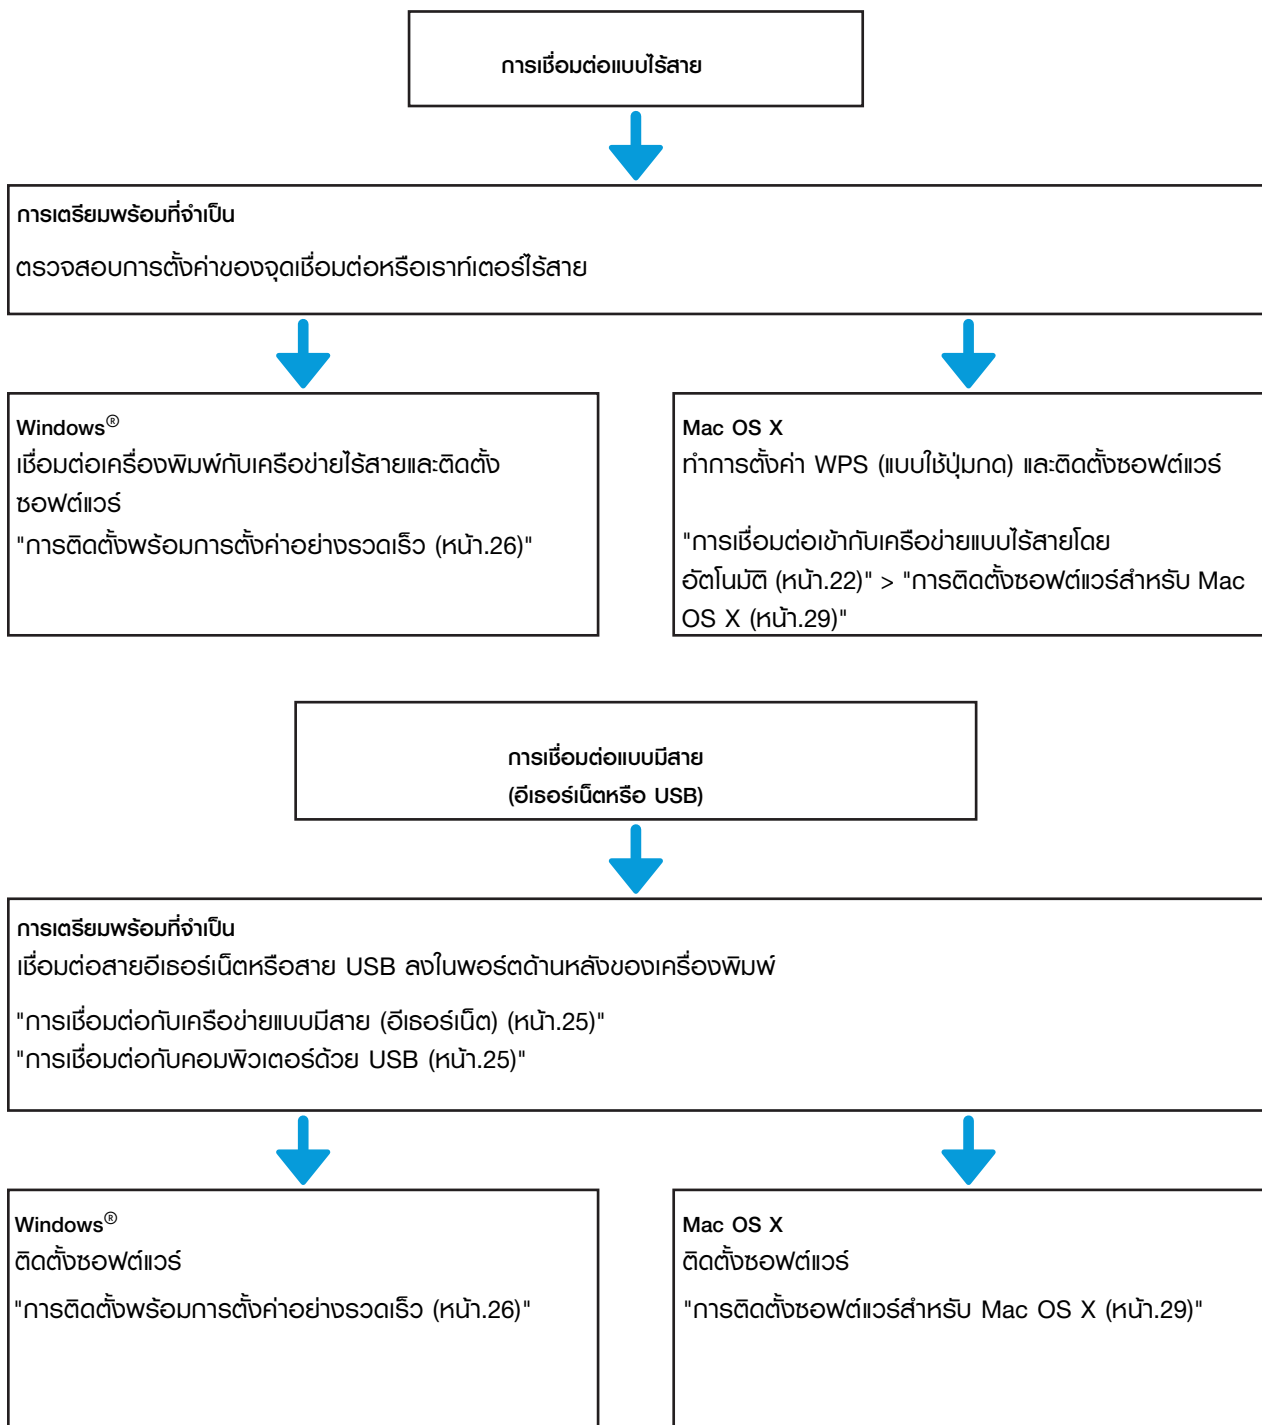 การเชื่อมต่อแบบไร้สาย
การเตรียมพร้อมที่จำเป็น
ตรวจสอบการตั้งค่าของจุดเชื่อมต่อหรือเราท์เตอร์ไร้สาย
Windows®
เชื่อมต่อเครื่องพิมพ์กับเครือข่ายไร้สายและติดตั้ง
ซอฟต์แวร์
"การติดตั้งพร้อมการตั้งค่าอย่างรวดเร็ว (หน้า.26)"
Mac OS X
ทำการตั้งค่า WPS (แบบใช้ปุ่มกด) และติดตั้งซอฟต์แวร์
"การเชื่อมต่อเข้ากับเครือข่ายแบบไร้สายโดย
อัตโนมัติ (หน้า.22)" > "การติดตั้งซอฟต์แวร์สำหรับ Mac
OS X (หน้า.29)"
การเชื่อมต่อแบบมีสาย
(อีเธอร์เน็ตหรือ USB)
การเตรียมพร้อมที่จำเป็น
เชื่อมต่อสายอีเธอร์เน็ตหรือสาย USB ลงในพอร์ตด้านหลังของเครื่องพิมพ์
"การเชื่อมต่อกับเครือข่ายแบบมีสาย (อีเธอร์เน็ต) (หน้า.25)"
"การเชื่อมต่อกับคอมพิวเตอร์ด้วย USB (หน้า.25)"
Windows®
ติดตั้งซอฟต์แวร์
"การติดตั้งพร้อมการตั้งค่าอย่างรวดเร็ว (หน้า.26)"
Mac OS X
ติดตั้งซอฟต์แวร์
"การติดตั้งซอฟต์แวร์สำหรับ Mac OS X (หน้า.29)"